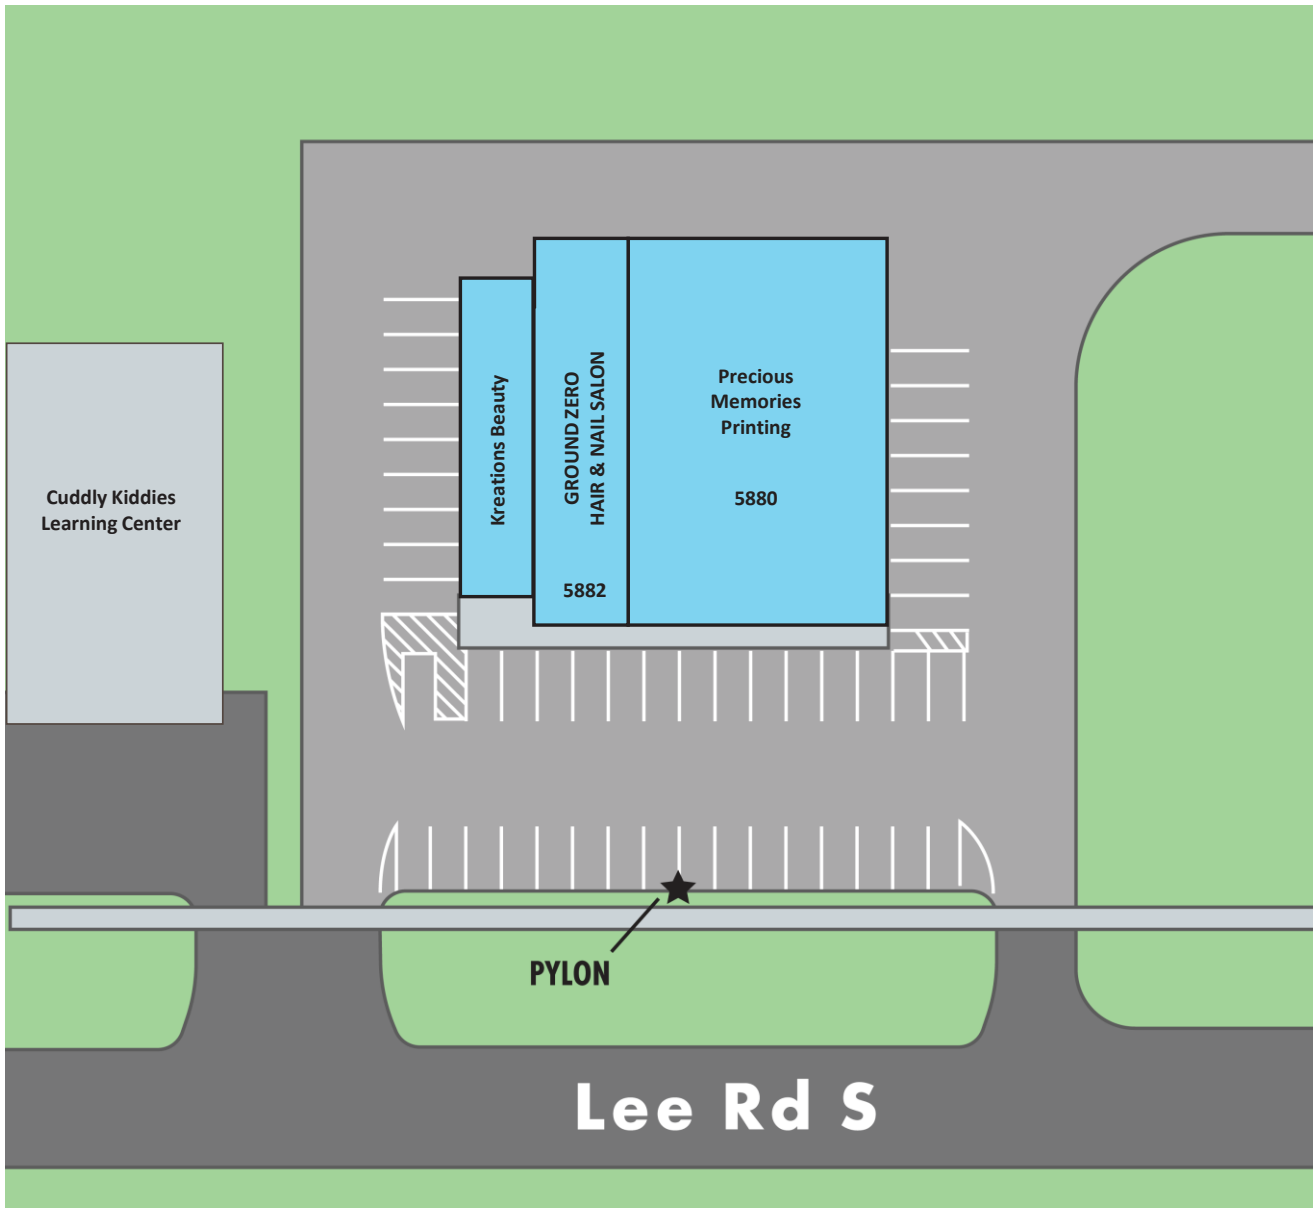 Precious
Memories
Printing
5880
GROUND ZERO
HAIR & NAIL SALON
5882
Kreations Beauty
Cuddly Kiddies
Learning Center
PYLON
Lee Rd S